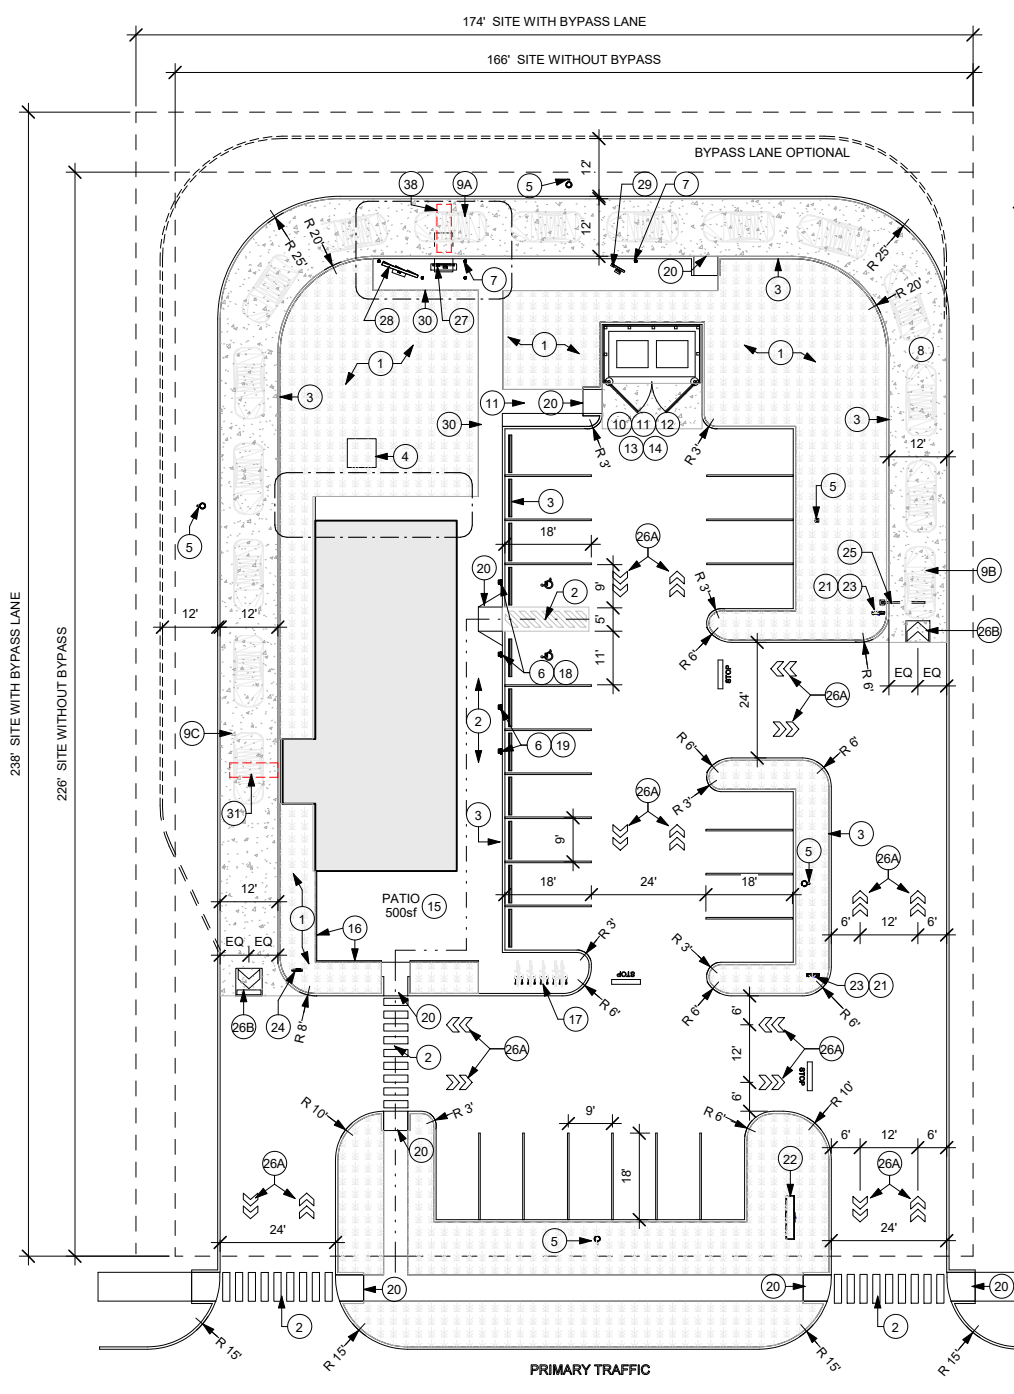 174' SITE WITH BYPASS LANE
166' SITE WITHOUT BYPASS
BYPASS LANE OPTIONAL
12'
38
9A
5
29
7
R 20'
R 25'
12'
R 25'
20
3
R 20'
28
30
27
7
1
1
1
8
3
11
20
10 11 12
13 14
30
R 3'
R 3'
3
12'
4
3
5
5
18'
26A
25
9B
20
9'
2
21 23
R 3'
12'
12'
5'
26B
R 6'
R 6'
6 18
11'
EQ EQ
STOP
24'
26A
2
9C
6 19
R 6'
R 6'
R 3'
31
26A
3
9'
3
5
26A
12'
18'
24'
18'
PATIO
500sf
15
1
16
6' 12' 6'
EQ EQ
R 3'
R 3'
STOP
26B
24
R 8'
20
17
R 6'
R 6'
R 6'
23 21
6'
2
26A
12'
26A
STOP
R 10'
R 3'
9'
6'
R 6'
R 10'
20
6' 12' 6'
26A
18'
22
26A
24'
5
24'
20
20
20
2
2
R 15'
R 15'
R 15'
R 15'
PRIMARY TRAFFIC
238' SITE WITH BYPASS LANE
226' SITE WITHOUT BYPASS